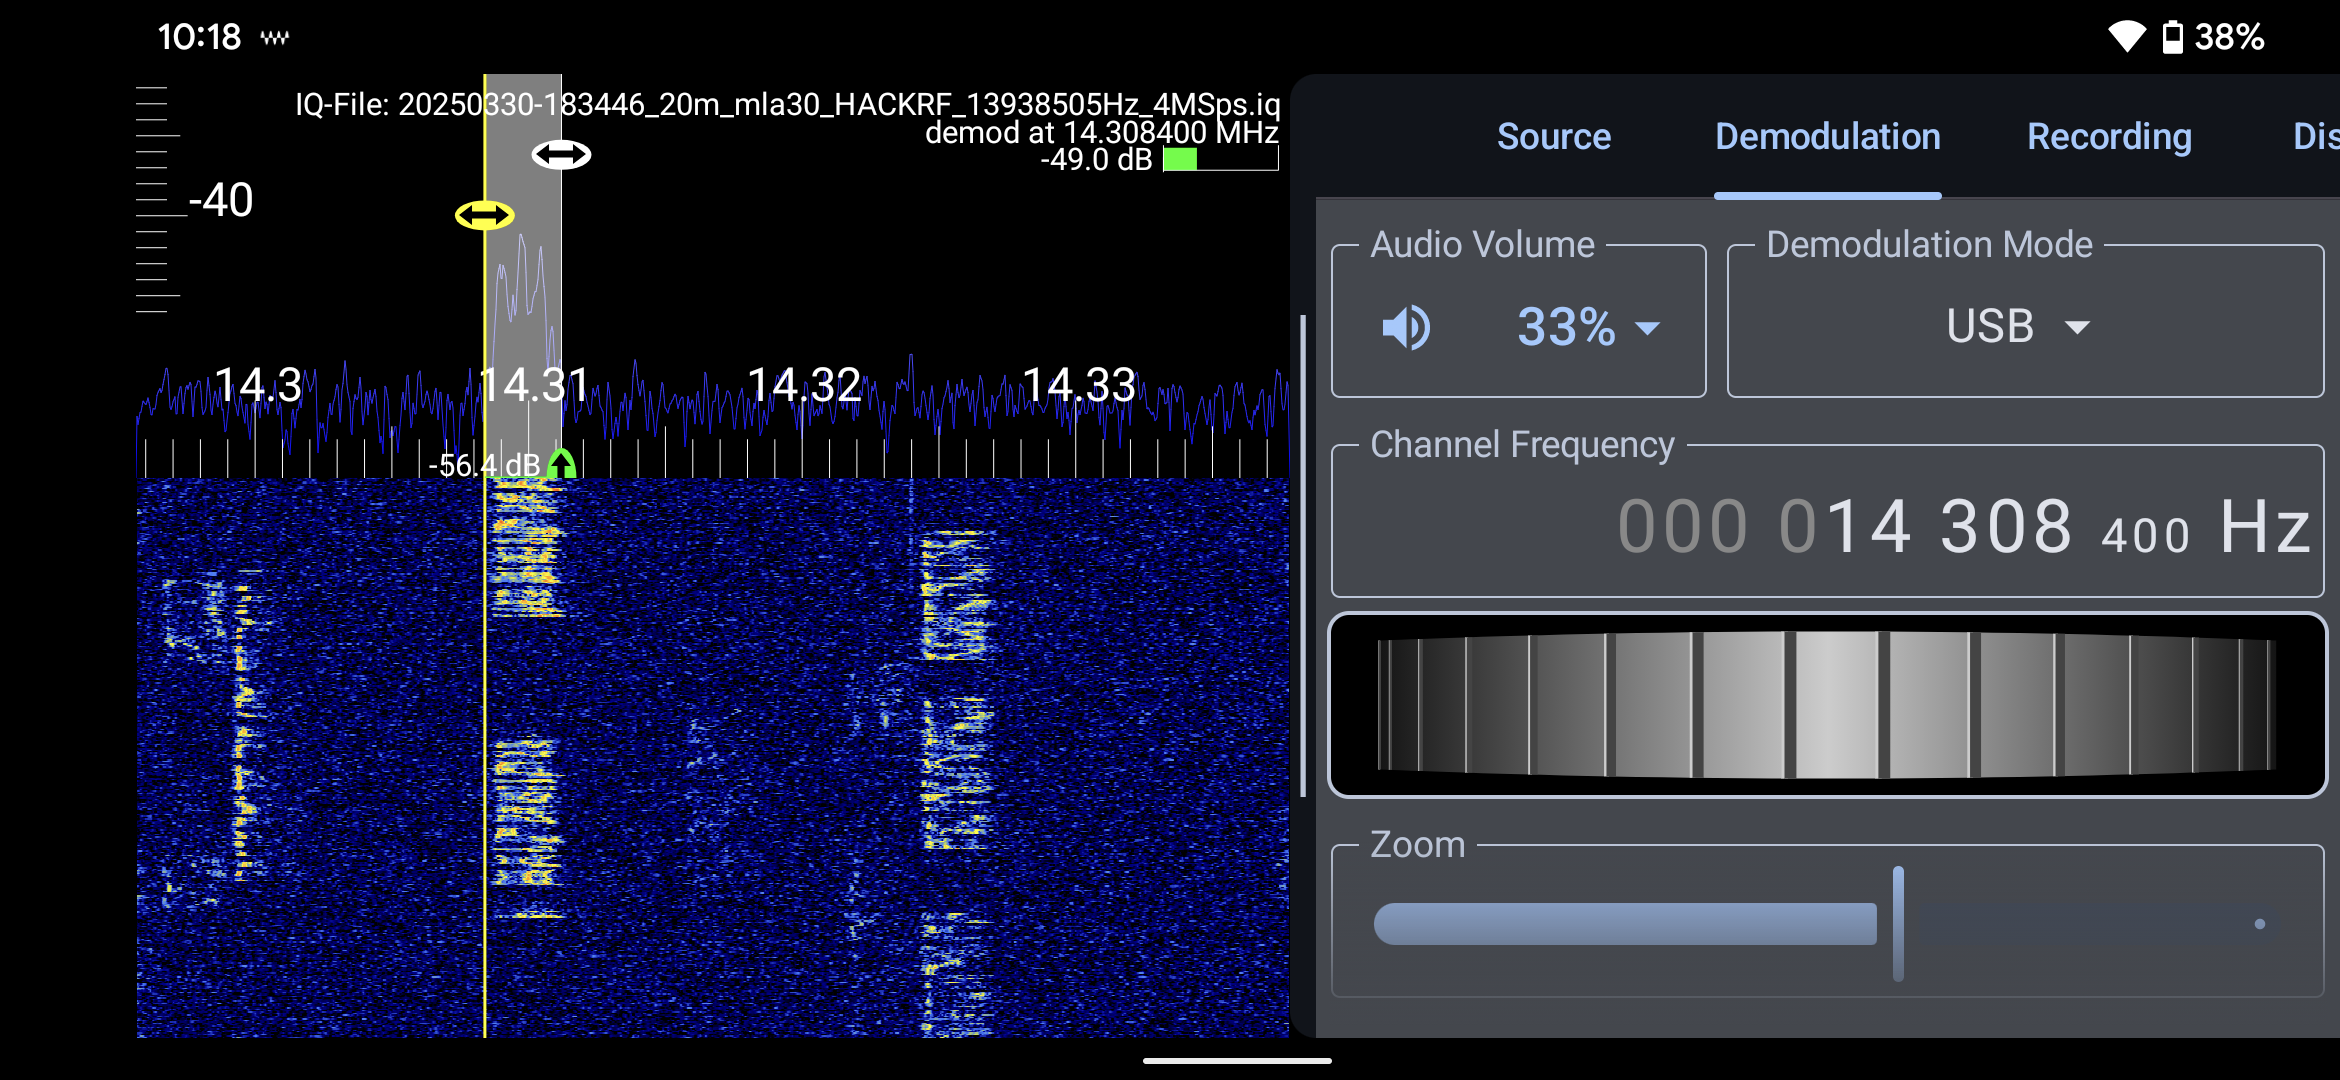 10:18
38%
IQ-File: 20250330-183446_20m_mla30_HACKRF_13938505Hz_4MSps.iq
demod at 14.308400 MHz
-49.0 dB
-40
14.3 14.31 14.32 14.33
-56.4 dB
Source Demodulation Recording Dis
Audio Volume
33%
Demodulation Mode
USB
Channel Frequency
000 014 308 400 Hz
Zoom